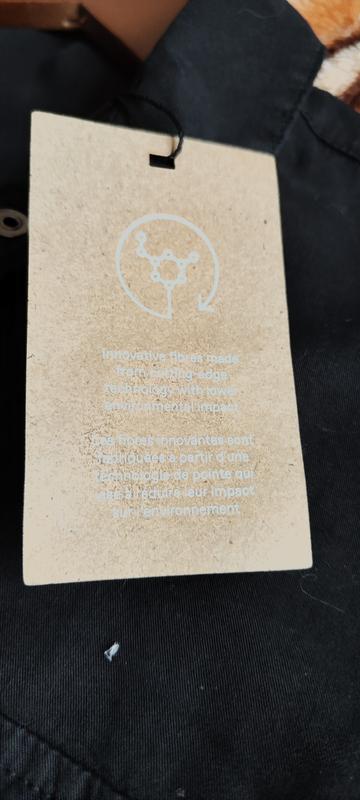 Innovative fibres made
from cutting-edge
technology with lower
environmental impact
Les fibres innovantes sont
fabriquées à partir d'une
technologie de pointe qui
vise à réduire leur impact
sur l'environnement